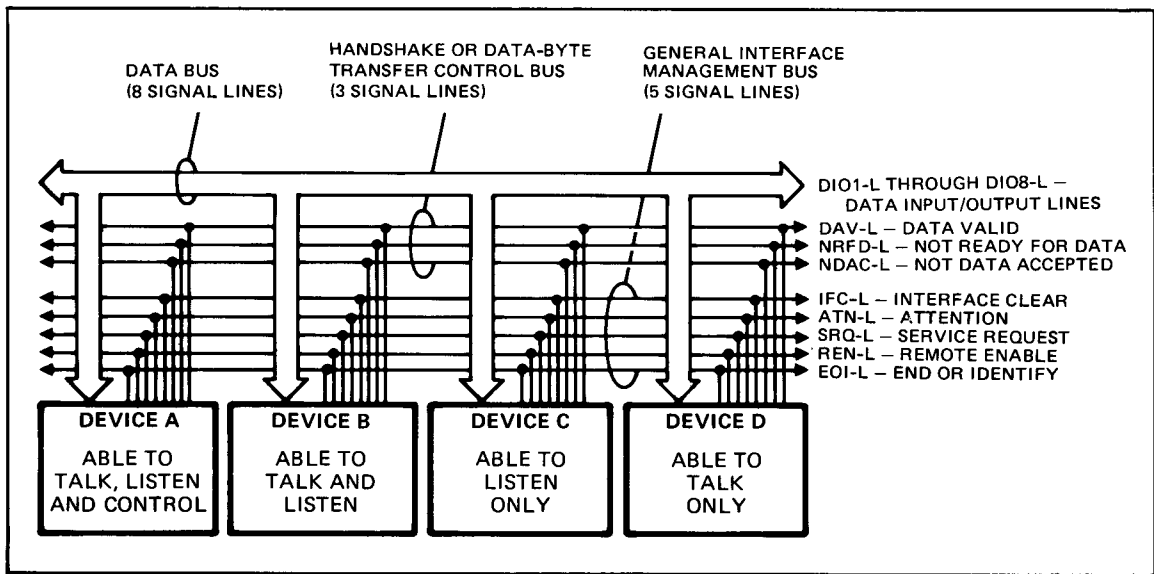 DATA BUS
(8 SIGNAL LINES)
HANDSHAKE OR DATA-BYTE
TRANSFER CONTROL BUS
(3 SIGNAL LINES)
GENERAL INTERFACE
MANAGEMENT BUS
(5 SIGNAL LINES)
DIO1-L THROUGH DIO8-L –
DATA INPUT/OUTPUT LINES
DAV-L – DATA VALID
NRFD-L – NOT READY FOR DATA
NDAC-L – NOT DATA ACCEPTED
IFC-L – INTERFACE CLEAR
ATN-L – ATTENTION
SRQ-L – SERVICE REQUEST
REN-L – REMOTE ENABLE
EOI-L – END OR IDENTIFY
DEVICE A
ABLE TO
TALK, LISTEN
AND CONTROL
DEVICE B
ABLE TO
TALK AND
LISTEN
DEVICE C
ABLE TO
LISTEN
ONLY
DEVICE D
ABLE TO
TALK
ONLY